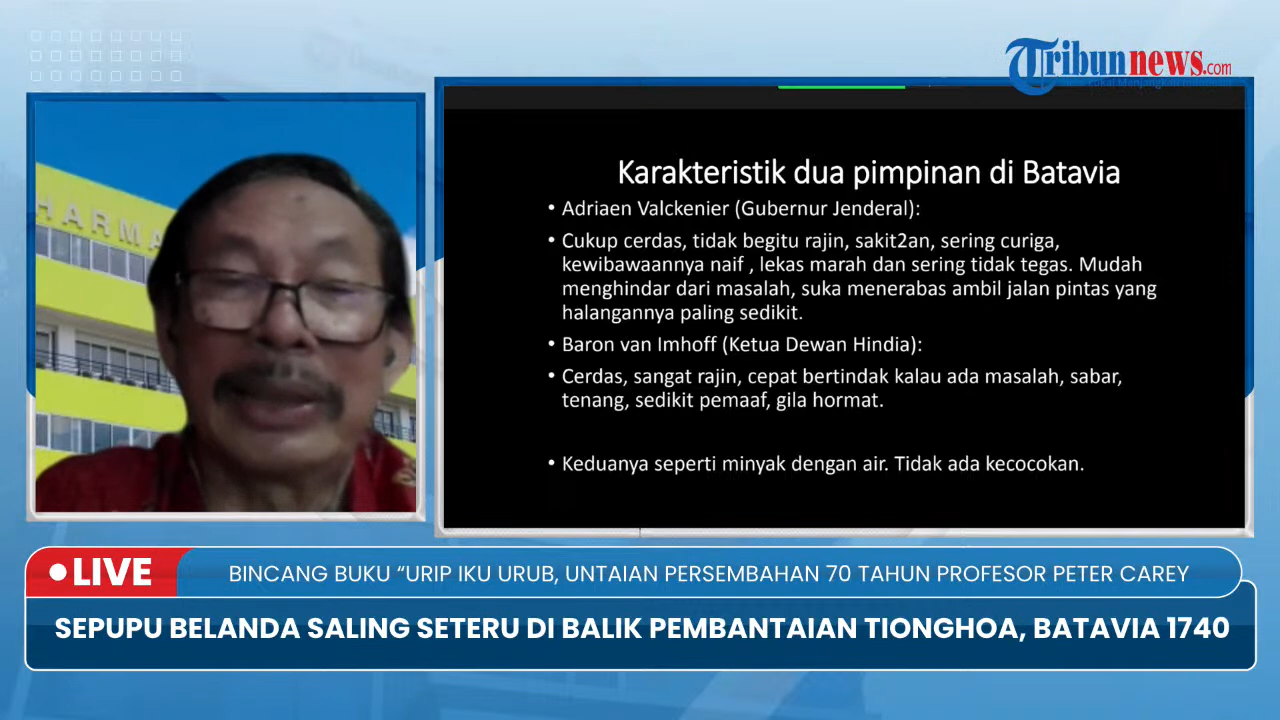 Tribunnews.com
HARMA
Karakteristik dua pimpinan di Batavia
• Adriaen Valckenier (Gubernur Jenderal):
• Cukup cerdas, tidak begitu rajin, sakit2an, sering curiga,
kewibawaannya naif , lekas marah dan sering tidak tegas. Mudah
menghindar dari masalah, suka menerabas ambil jalan pintas yang
halangannya paling sedikit.
• Baron van Imhoff (Ketua Dewan Hindia):
• Cerdas, sangat rajin, cepat bertindak kalau ada masalah, sabar,
tenang, sedikit pemaaf, gila hormat.
• Keduanya seperti minyak dengan air. Tidak ada kecocokan.
LIVE
BINCANG BUKU “URIP IKU URUB, UNTAIAN PERSEMBAHAN 70 TAHUN PROFESOR PETER CAREY
SEPUPU BELANDA SALING SETERU DI BALIK PEMBANTAIAN TIONGHOA, BATAVIA 1740